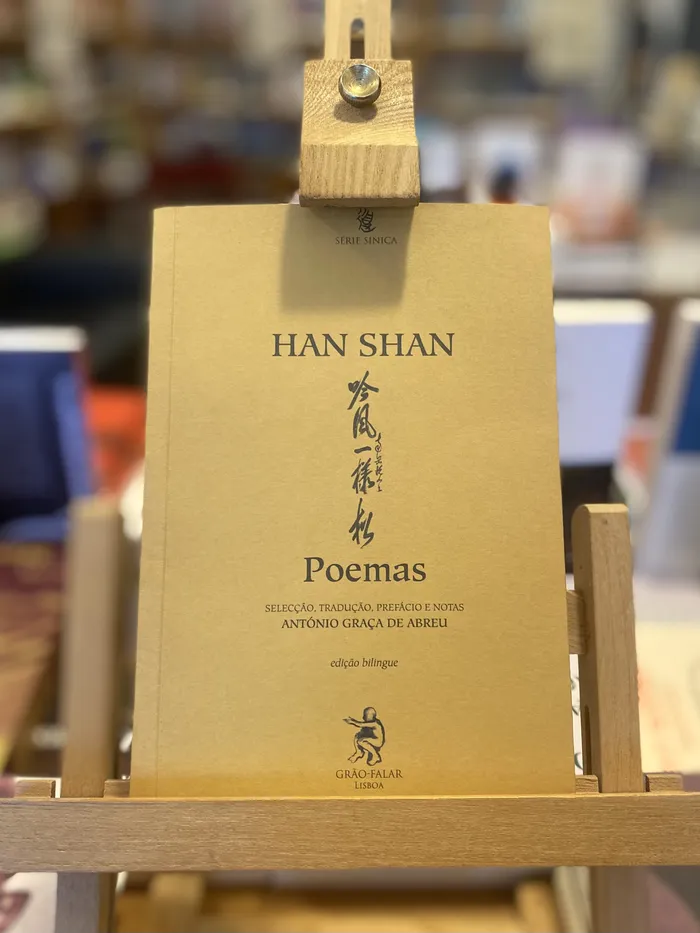 SÉRIE SINICA
HAN SHAN
吟風一樣松
Poemas
SELECÇÃO, TRADUÇÃO, PREFÁCIO E NOTAS
ANTÓNIO GRAÇA DE ABREU
edição bilingue
GRÃO-FALAR
LISBOA